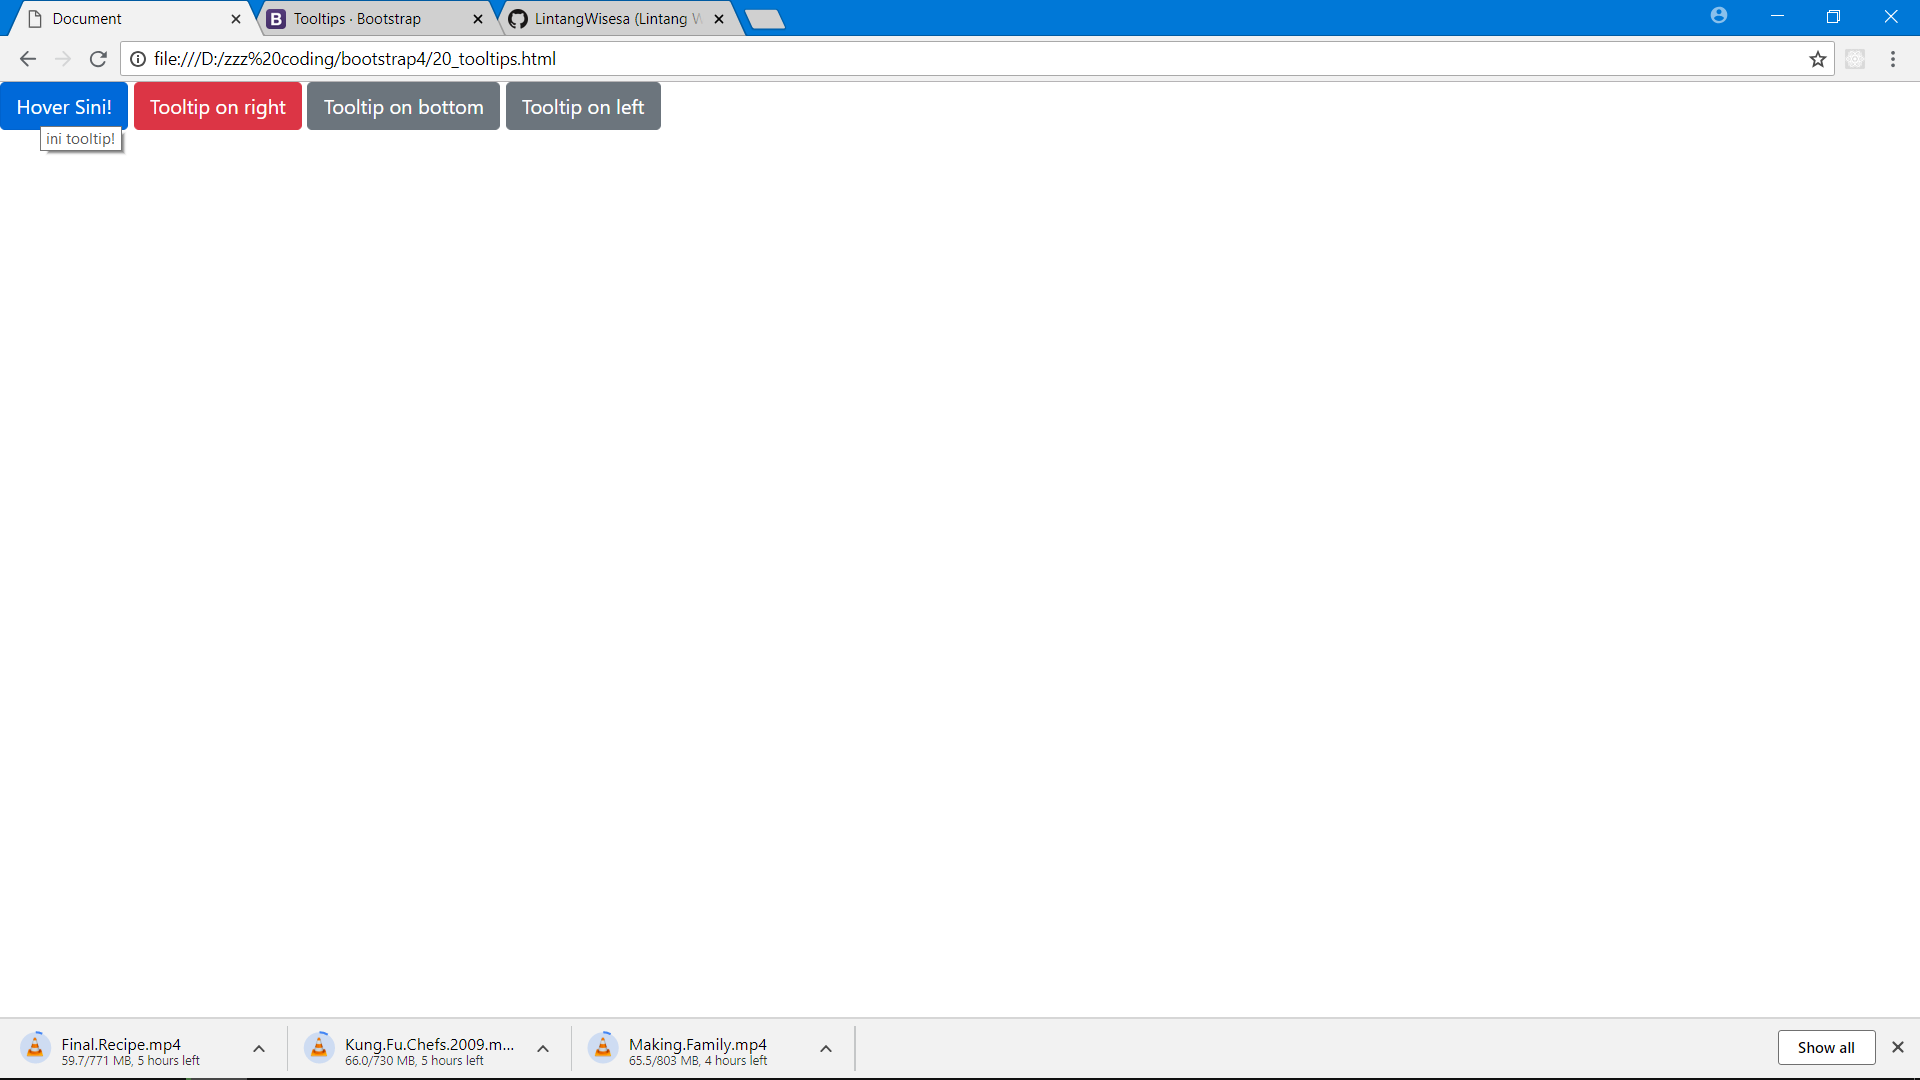 Document
Tooltips · Bootstrap
LintangWisesa (Lintang W
file:///D:/zzz%20coding/bootstrap4/20_tooltips.html
Hover Sini!
Tooltip on right
Tooltip on bottom
Tooltip on left
ini tooltip!
Final.Recipe.mp4
59.7/771 MB, 5 hours left
Kung.Fu.Chefs.2009.m...
66.0/730 MB, 5 hours left
Making.Family.mp4
65.5/803 MB, 4 hours left
Show all